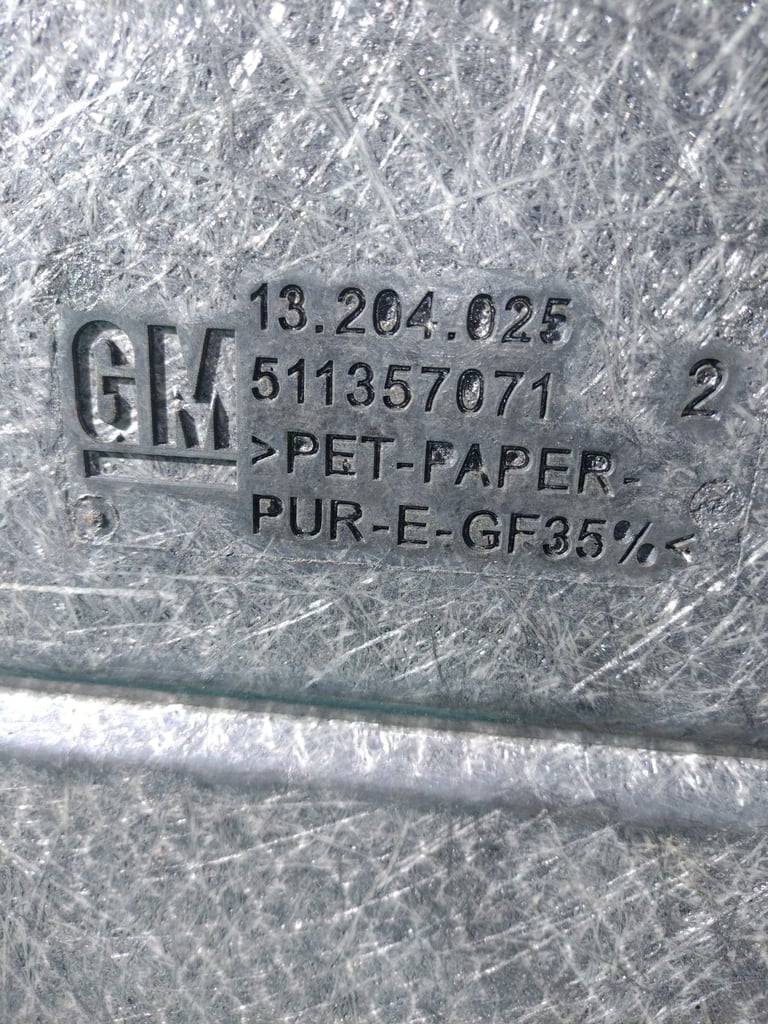 GM
13.204.025
511357071
2
>PET-PAPER-
PUR-E-GF35%<